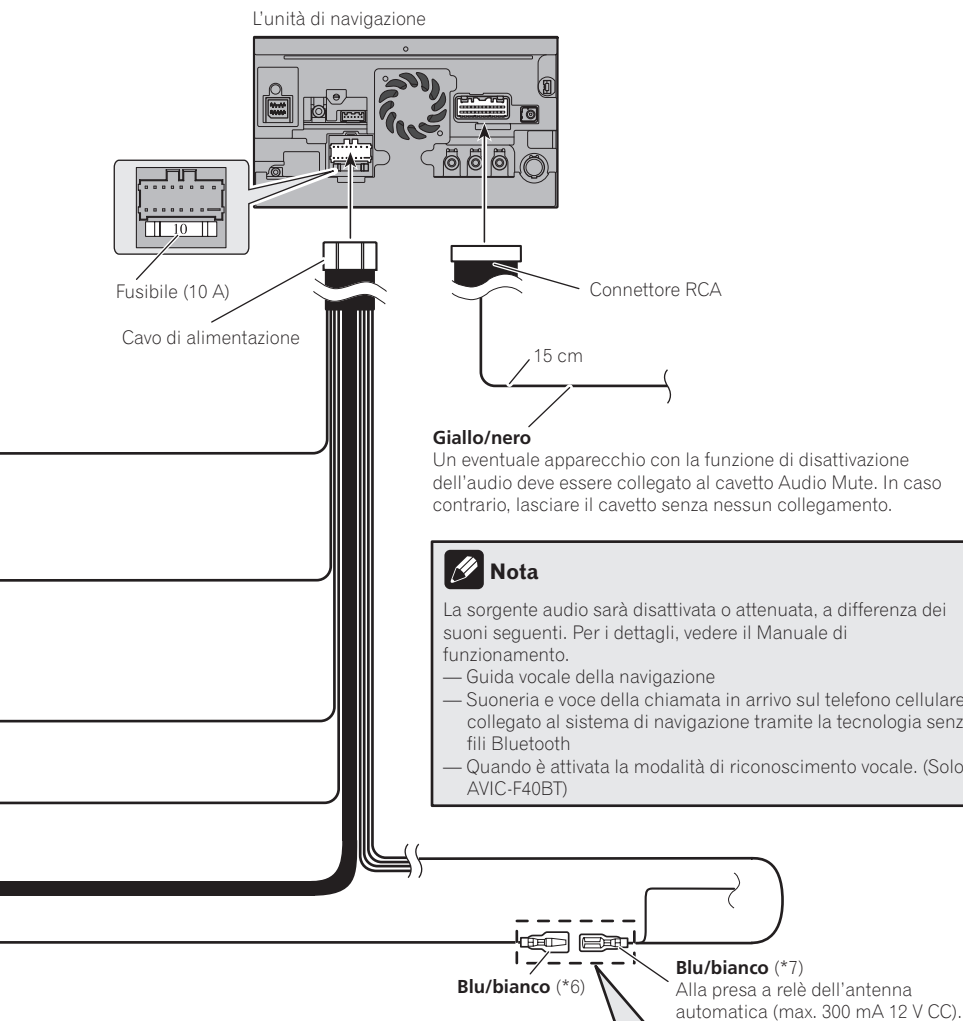 L'unità di navigazione
10
Fusibile (10 A)
Cavo di alimentazione
Connettore RCA
15 cm
Giallo/nero
Un eventuale apparecchio con la funzione di disattivazione
dell'audio deve essere collegato al cavetto Audio Mute. In caso
contrario, lasciare il cavetto senza nessun collegamento.
Nota
La sorgente audio sarà disattivata o attenuata, a differenza dei
suoni seguenti. Per i dettagli, vedere il Manuale di
funzionamento.
— Guida vocale della navigazione
— Suoneria e voce della chiamata in arrivo sul telefono cellulare
collegato al sistema di navigazione tramite la tecnologia senz
fili Bluetooth
— Quando è attivata la modalità di riconoscimento vocale. (Solo
AVIC-F40BT)
Blu/bianco (*6)
Blu/bianco (*7)
Alla presa a relè dell'antenna
automatica (max. 300 mA 12 V CC).